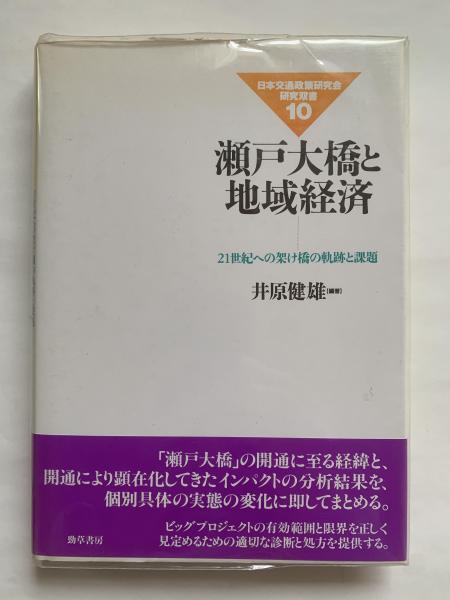 日本交通政策研究会
研究双書
10
瀬戸大橋と
地域経済
21世紀への架け橋の軌跡と課題
井原健雄[編著]
「瀬戸大橋」の開通に至る経緯と、
開通により顕在化してきたインパクトの分析結果を、
個別具体の実態の変化に即してまとめる。
ビッグプロジェクトの有効範囲と限界を正しく
見定めるための適切な診断と処方を提供する。
勁草書房